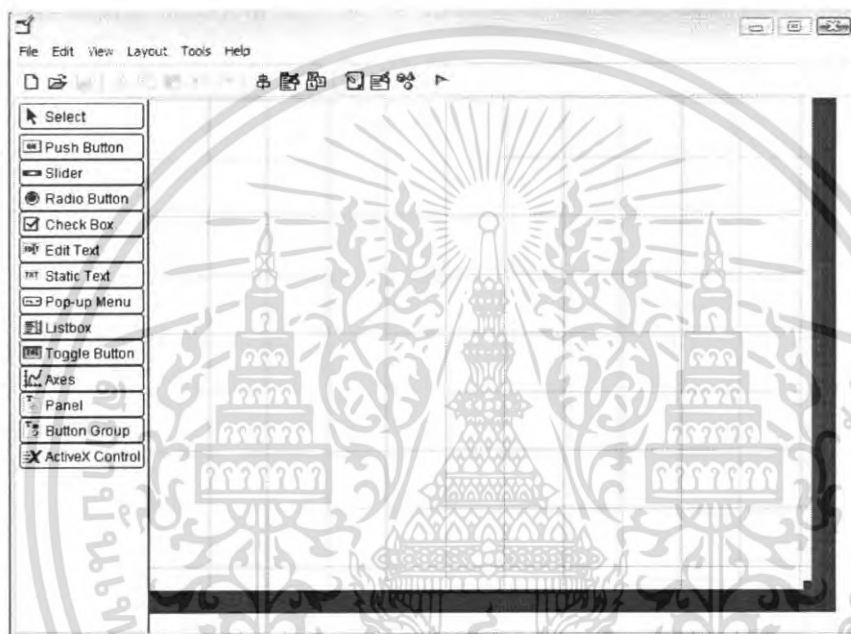 File Edit View Layout Tools Help
Select
Push Button
Slider
Radio Button
Check Box
Edit Text
Static Text
Pop-up Menu
Listbox
Toggle Button
Axes
Panel
Button Group
ActiveX Control